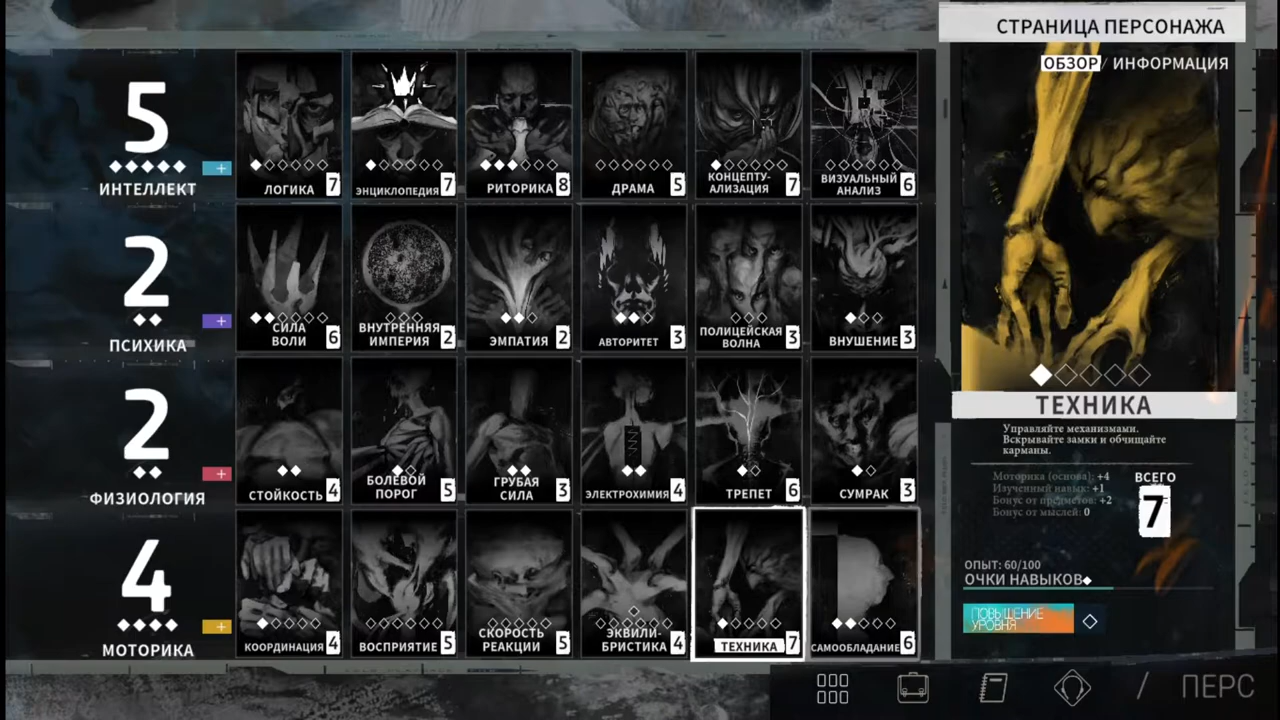 СТРАНИЦА ПЕРСОНАЖА
ОБЗОР / ИНФОРМАЦИЯ
5
ИНТЕЛЛЕКТ
+
ЛОГИКА 7
ЭНЦИКЛОПЕДИЯ 7
РИТОРИКА 8
ДРАМА 5
КОНЦЕПТУ-
АЛИЗАЦИЯ 7
ВИЗУАЛЬНЫЙ
АНАЛИЗ 6
2
ПСИХИКА
+
СИЛА
ВОЛИ 6
ВНУТРЕННЯЯ
ИМПЕРИЯ 2
ЭМПАТИЯ 2
АВТОРИТЕТ 3
ПОЛИЦЕЙСКАЯ
ВОЛНА 3
ВНУШЕНИЕ 3
2
ФИЗИОЛОГИЯ
+
СТОЙКОСТЬ 4
БОЛЕВОЙ
ПОРОГ 5
ГРУБАЯ
СИЛА 3
ЭЛЕКТРОХИМИЯ 4
ТРЕПЕТ 6
СУМРАК 3
4
МОТОРИКА
+
КООРДИНАЦИЯ 4
ВОСПРИЯТИЕ 5
СКОРОСТЬ
РЕАКЦИИ 5
ЭКВИЛИ-
БРИСТИКА 4
ТЕХНИКА 7
САМООБЛАДАНИЕ 6
ТЕХНИКА
Управляйте механизмами.
Вскрывайте замки и обчищайте
карманы.
Моторика (основа): +4
Изученный навык: +1
Бонус от предметов: +2
Бонус от мыслей: 0
ВСЕГО
7
ОПЫТ: 60/100
ОЧКИ НАВЫКОВ
ПОВЫШЕНИЕ
УРОВНЯ
/ ПЕРС